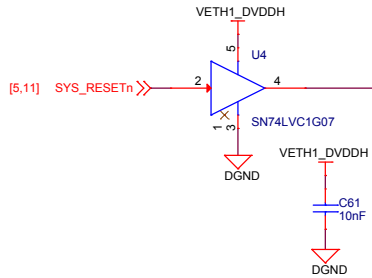 VETH1_DVDDH
5
U4
[5,11] SYS_RESETn
2
4
1
3
SN74LVC1G07
DGND
VETH1_DVDDH
C61
10nF
DGND